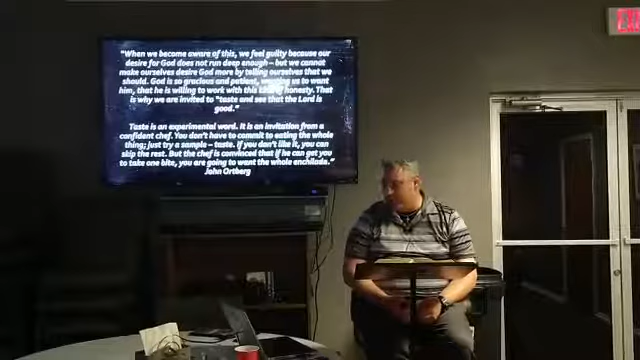 "When we become aware of this, we feel guilty because our
desire for God does not run deep enough – but we cannot
make ourselves desire God more by telling ourselves that we
should. God is so gracious and patient, wanting us to want
him, that he is willing to work with this kind of honesty. That
is why we are invited to "taste and see that the Lord is
good."
Taste is an experimental word. It is an invitation from a
confident chef. You don't have to commit to eating the whole
thing; just try a sample – taste. If you don't like it, you can
skip the rest. But the chef is convinced that if he can get you
to take one bite, you are going to want the whole enchilada."
John Ortberg